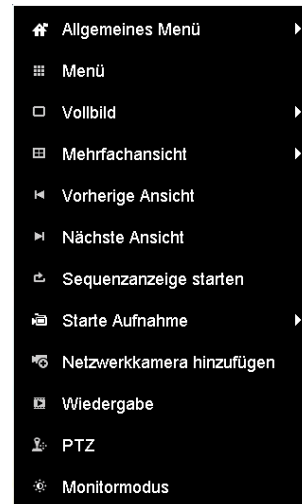 Allgemeines Menü
Menü
Vollbild
Mehrfachansicht
Vorherige Ansicht
Nächste Ansicht
Sequenzanzeige starten
Starte Aufnahme
Netzwerkkamera hinzufügen
Wiedergabe
PTZ
Monitormodus